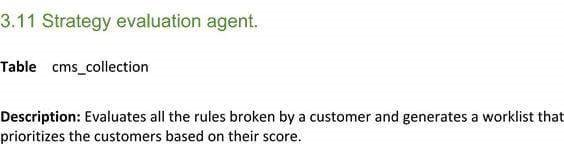 3.11 Strategy evaluation agent.
Table cms_collection
Description: Evaluates all the rules broken by a customer and generates a worklist that
prioritizes the customers based on their score.